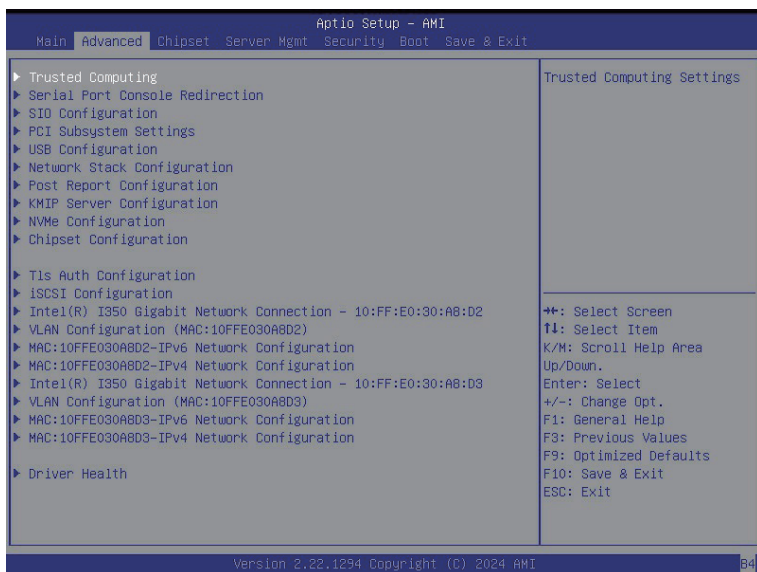 Aptio Setup – AMI
Main Advanced Chipset Server Mgmt Security Boot Save & Exit
Trusted Computing
Serial Port Console Redirection
SIO Configuration
PCI Subsystem Settings
USB Configuration
Network Stack Configuration
Post Report Configuration
KMIP Server Configuration
NVMe Configuration
Chipset Configuration
Tls Auth Configuration
iSCSI Configuration
Intel(R) I350 Gigabit Network Connection – 10:FF:E0:30:A8:D2
VLAN Configuration (MAC:10FFE030A8D2)
MAC:10FFE030A8D2-IPv6 Network Configuration
MAC:10FFE030A8D2-IPv4 Network Configuration
Intel(R) I350 Gigabit Network Connection – 10:FF:E0:30:A8:D3
VLAN Configuration (MAC:10FFE030A8D3)
MAC:10FFE030A8D3-IPv6 Network Configuration
MAC:10FFE030A8D3-IPv4 Network Configuration
Driver Health
Trusted Computing Settings
→←: Select Screen
↑↓: Select Item
K/M: Scroll Help Area
Up/Down.
Enter: Select
+/-: Change Opt.
F1: General Help
F3: Previous Values
F9: Optimized Defaults
F10: Save & Exit
ESC: Exit
Version 2.22.1294 Copyright (C) 2024 AMI
B4